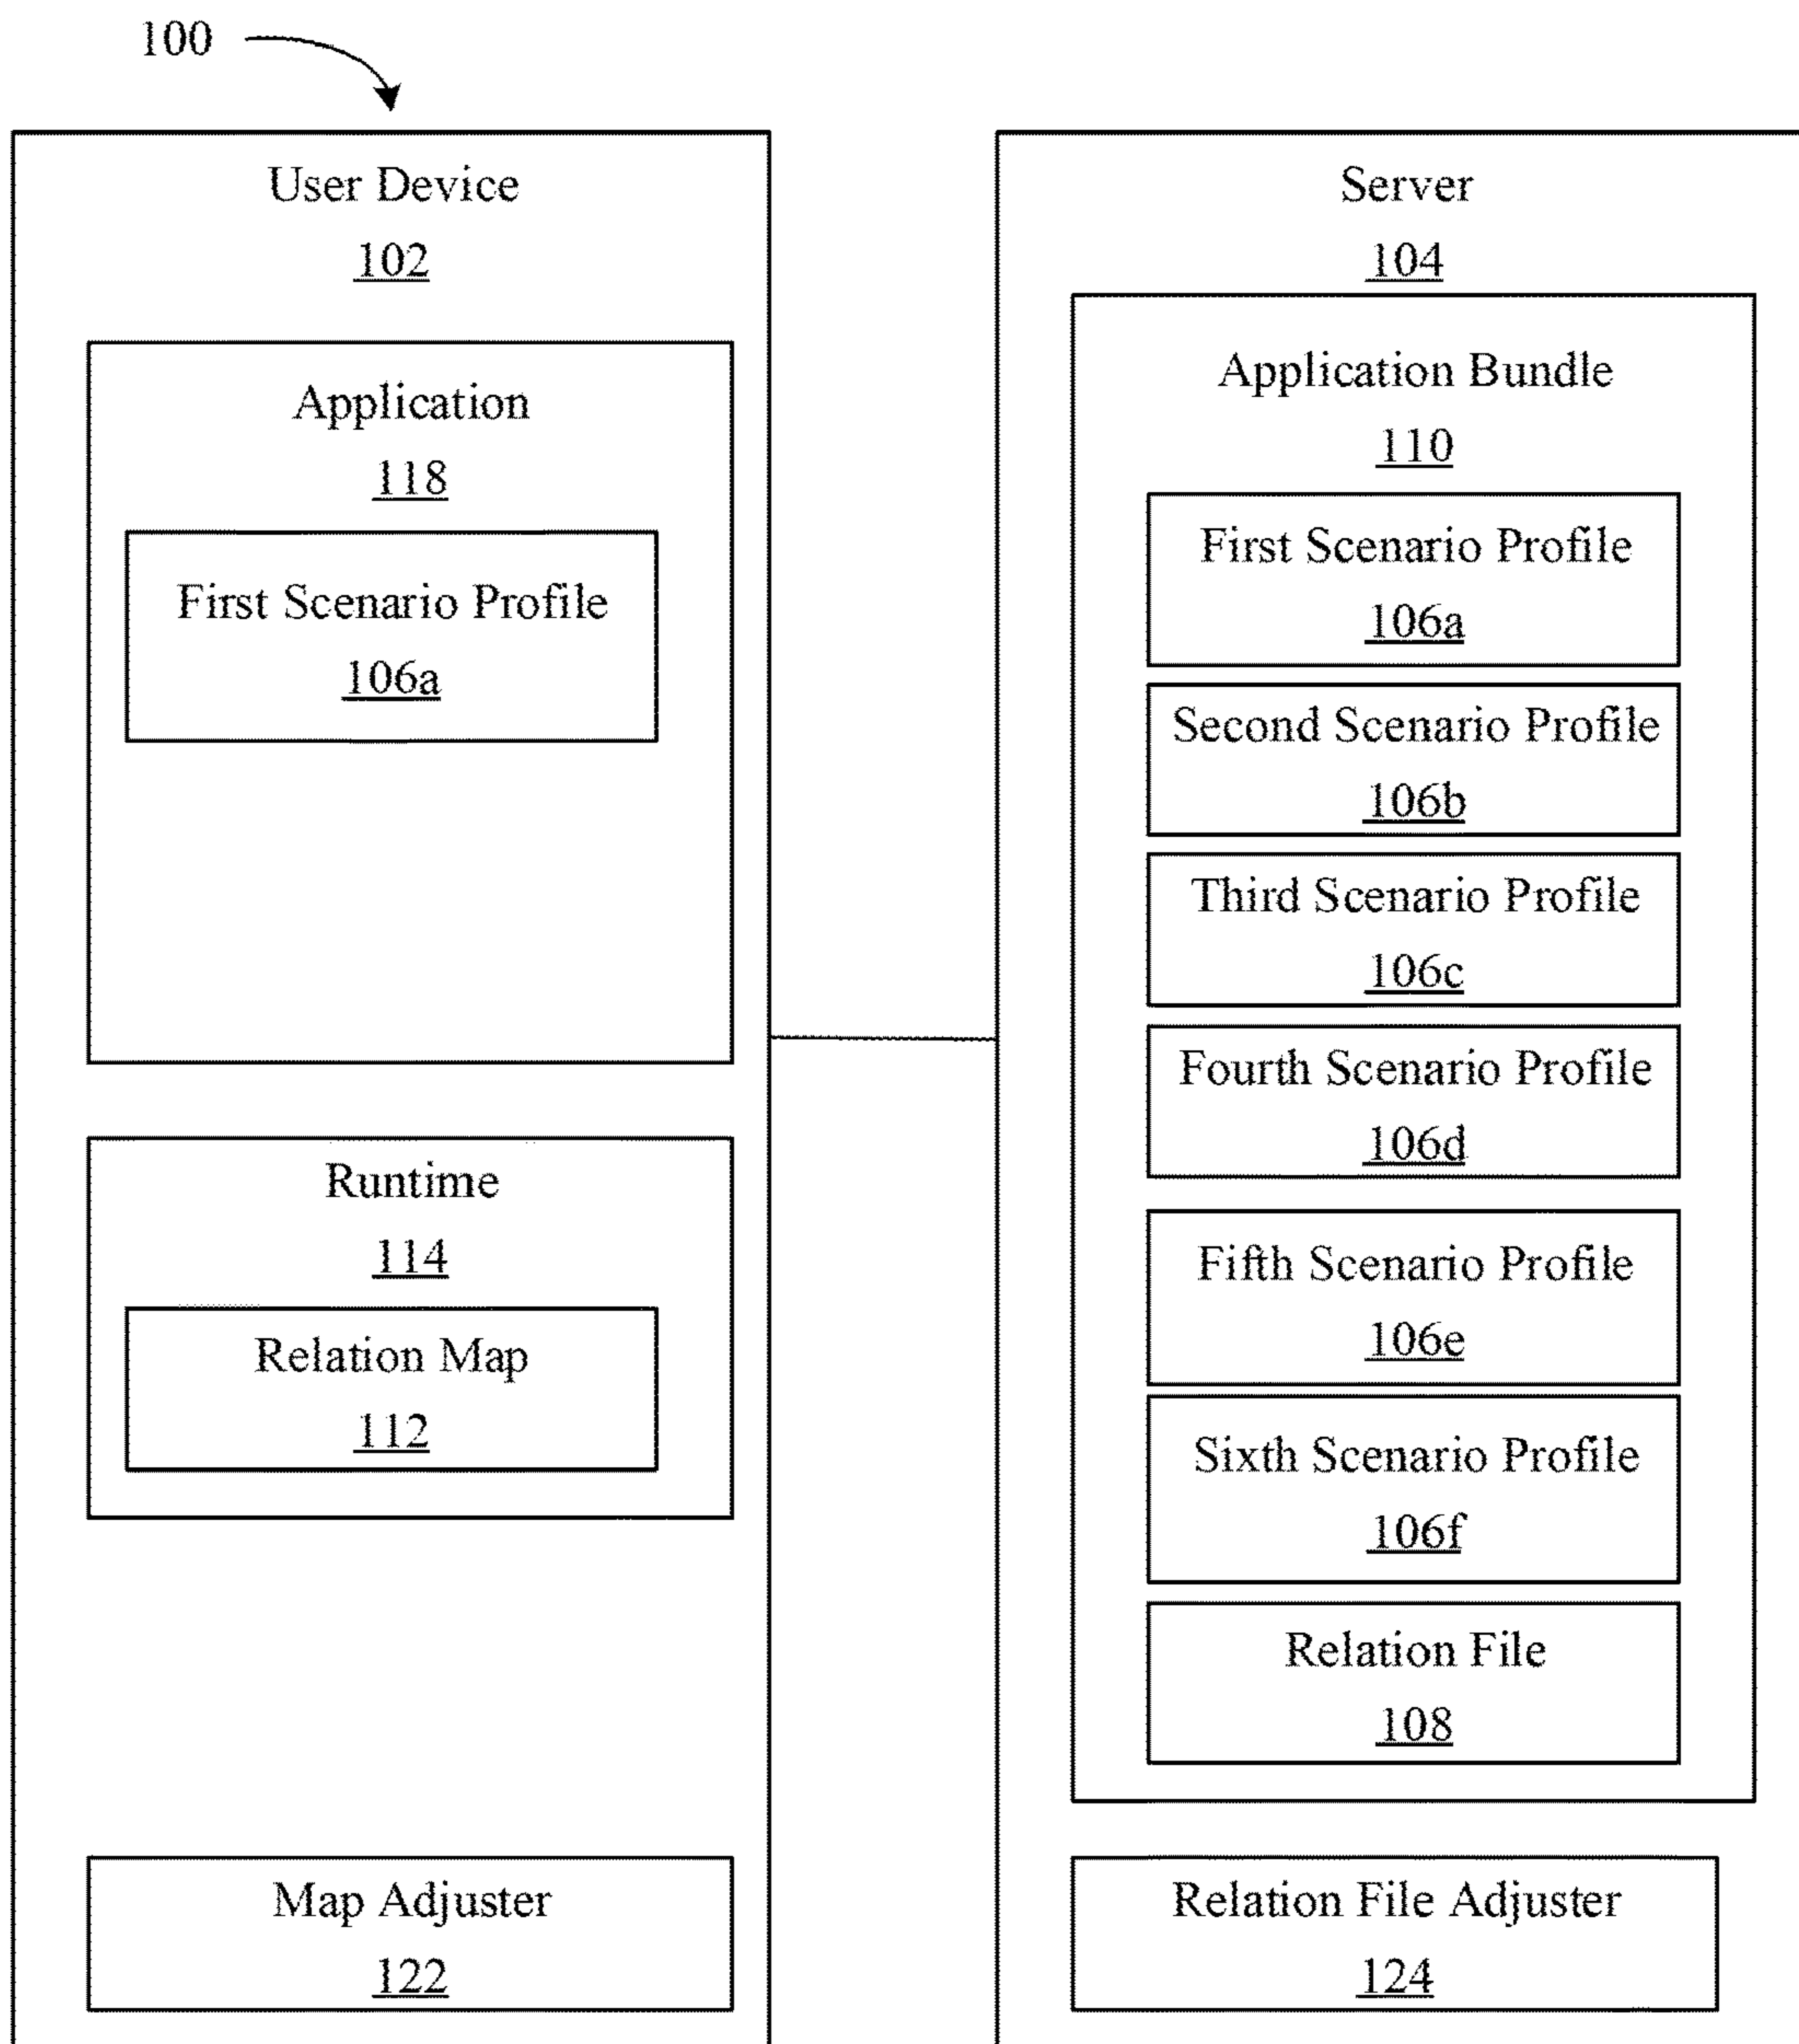 100
User Device
102
Application
118
First Scenario Profile
106a
Runtime
114
Relation Map
112
Map Adjuster
122
Server
104
Application Bundle
110
First Scenario Profile
106a
Second Scenario Profile
106b
Third Scenario Profile
106c
Fourth Scenario Profile
106d
Fifth Scenario Profile
106e
Sixth Scenario Profile
106f
Relation File
108
Relation File Adjuster
124